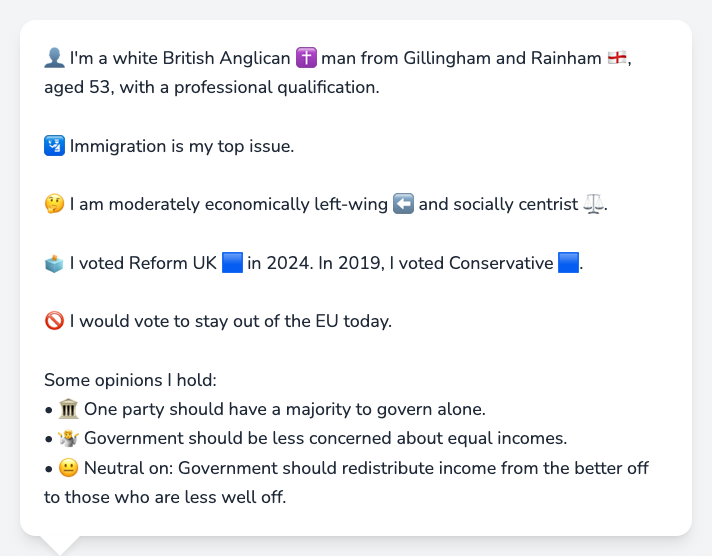 👤 I'm a white British Anglican ✝️ man from Gillingham and Rainham 🏴󠁧󠁢󠁥󠁮󠁧󠁿,
aged 53, with a professional qualification.
🛂 Immigration is my top issue.
🤔 I am moderately economically left-wing ⬅️ and socially centrist ⚖️.
🗳️ I voted Reform UK 🟦 in 2024. In 2019, I voted Conservative 🟦.
🚫 I would vote to stay out of the EU today.
Some opinions I hold:
• 🏛️ One party should have a majority to govern alone.
• 🤷 Government should be less concerned about equal incomes.
• 😐 Neutral on: Government should redistribute income from the better off
to those who are less well off.